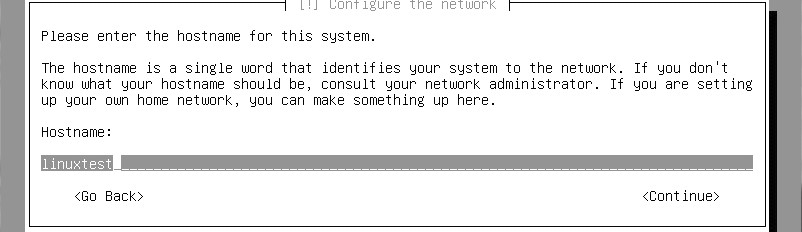 [!] Configure the network
Please enter the hostname for this system.
The hostname is a single word that identifies your system to the network. If you don't
know what your hostname should be, consult your network administrator. If you are setting
up your own home network, you can make something up here.
Hostname:
linuxtest
<Go Back> <Continue>